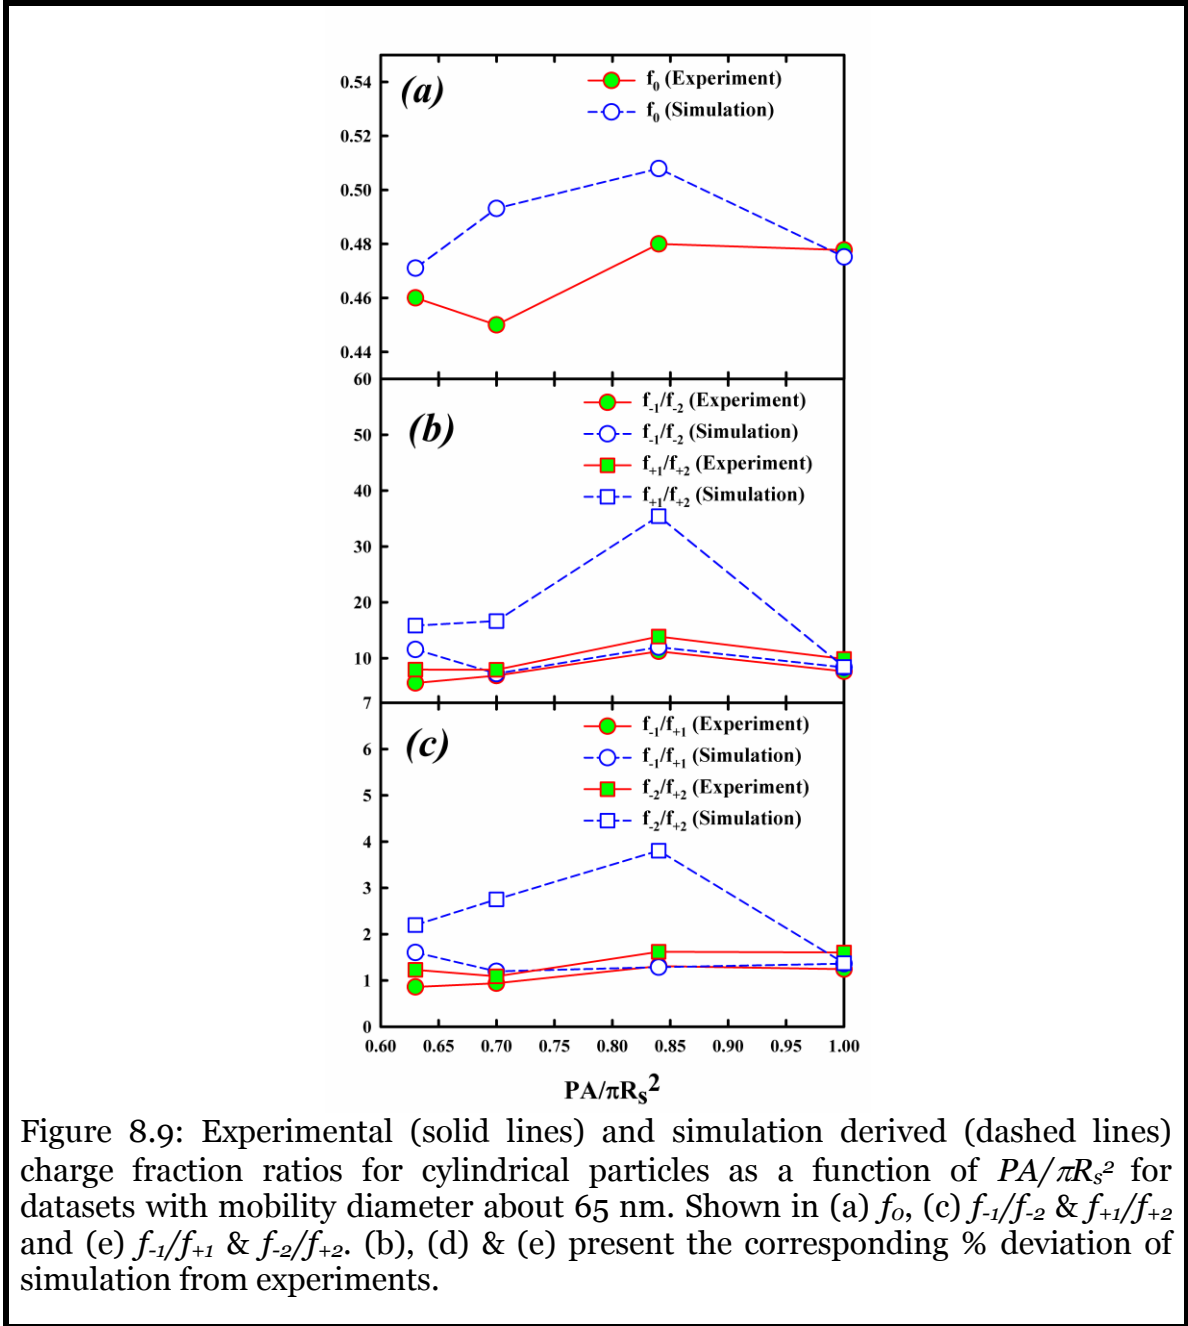 (a)
f0 (Experiment)
f0 (Simulation)
0.54
0.52
0.50
0.48
0.46
0.44
60
(b)
f-1/f-2 (Experiment)
f-1/f-2 (Simulation)
f+1/f+2 (Experiment)
f+1/f+2 (Simulation)
50
40
30
20
10
7
(c)
f-1/f+1 (Experiment)
f-1/f+1 (Simulation)
f-2/f+2 (Experiment)
f-2/f+2 (Simulation)
6
5
4
3
2
1
0
0.60 0.65 0.70 0.75 0.80 0.85 0.90 0.95 1.00
PA/πRs²
Figure 8.9: Experimental (solid lines) and simulation derived (dashed lines)
charge fraction ratios for cylindrical particles as a function of PA/πRs² for
datasets with mobility diameter about 65 nm. Shown in (a) f0, (c) f-1/f-2 & f+1/f+2
and (e) f-1/f+1 & f-2/f+2. (b), (d) & (e) present the corresponding % deviation of
simulation from experiments.